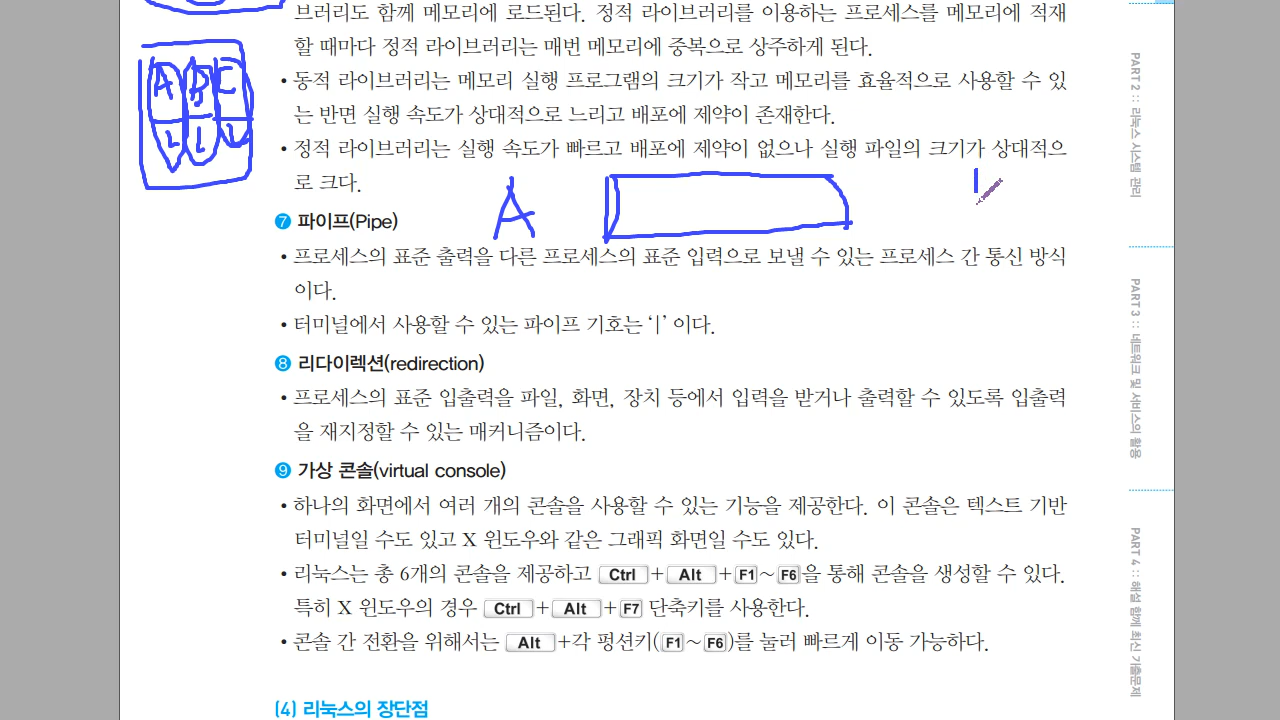 브러리도 함께 메모리에 로드된다. 정적 라이브러리를 이용하는 프로세스를 메모리에 적재
할 때마다 정적 라이브러리는 매번 메모리에 중복으로 상주하게 된다.
• 동적 라이브러리는 메모리 실행 프로그램의 크기가 작고 메모리를 효율적으로 사용할 수 있
는 반면 실행 속도가 상대적으로 느리고 배포에 제약이 존재한다.
• 정적 라이브러리는 실행 속도가 빠르고 배포에 제약이 없으나 실행 파일의 크기가 상대적으
로 크다.
A B C
L L L
A
❼ 파이프(Pipe)
• 프로세스의 표준 출력을 다른 프로세스의 표준 입력으로 보낼 수 있는 프로세스 간 통신 방식
이다.
• 터미널에서 사용할 수 있는 파이프 기호는 ‘|’ 이다.
❽ 리다이렉션(redirection)
• 프로세스의 표준 입출력을 파일, 화면, 장치 등에서 입력을 받거나 출력할 수 있도록 입출력
을 재지정할 수 있는 매커니즘이다.
❾ 가상 콘솔(virtual console)
• 하나의 화면에서 여러 개의 콘솔을 사용할 수 있는 기능을 제공한다. 이 콘솔은 텍스트 기반
터미널일 수도 있고 X 윈도우와 같은 그래픽 화면일 수도 있다.
• 리눅스는 총 6개의 콘솔을 제공하고 Ctrl+Alt+F1~F6을 통해 콘솔을 생성할 수 있다.
특히 X 윈도우의 경우 Ctrl+Alt+F7 단축키를 사용한다.
• 콘솔 간 전환을 위해서는 Alt+각 펑션키(F1~F6)를 눌러 빠르게 이동 가능하다.
(4) 리눅스의 장단점
PART 2 :: 리눅스 시스템 관리
PART 3 :: 네트워크 및 서비스의 활용
PART 4 :: 해설 함께 최신 기출문제